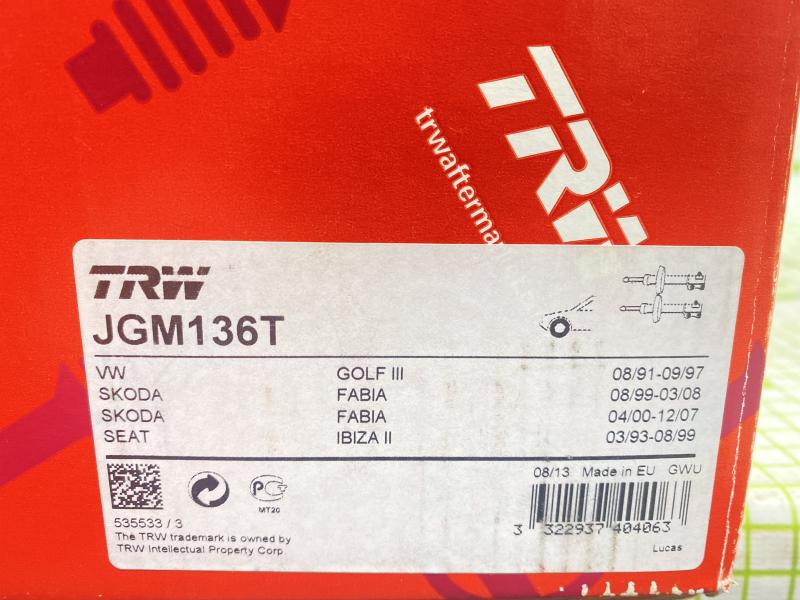 TRW
trwafterma
TRW
JGM136T
VW GOLF III 08/91-09/97
SKODA FABIA 08/99-03/08
SKODA FABIA 04/00-12/07
SEAT IBIZA II 03/93-08/99
08/13 Made in EU GWU
MT20
535533 / 3
3 322937 404063
The TRW trademark is owned by
TRW Intellectual Property Corp
Lucas